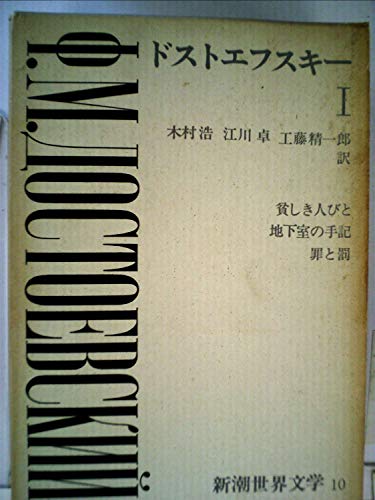 Ф.М.ДОСТОЕВСКИЙ
ドストエフスキー
I
木村浩 江川卓 工藤精一郎
訳
貧しき人びと
地下室の手記
罪と罰
新潮世界文学 10